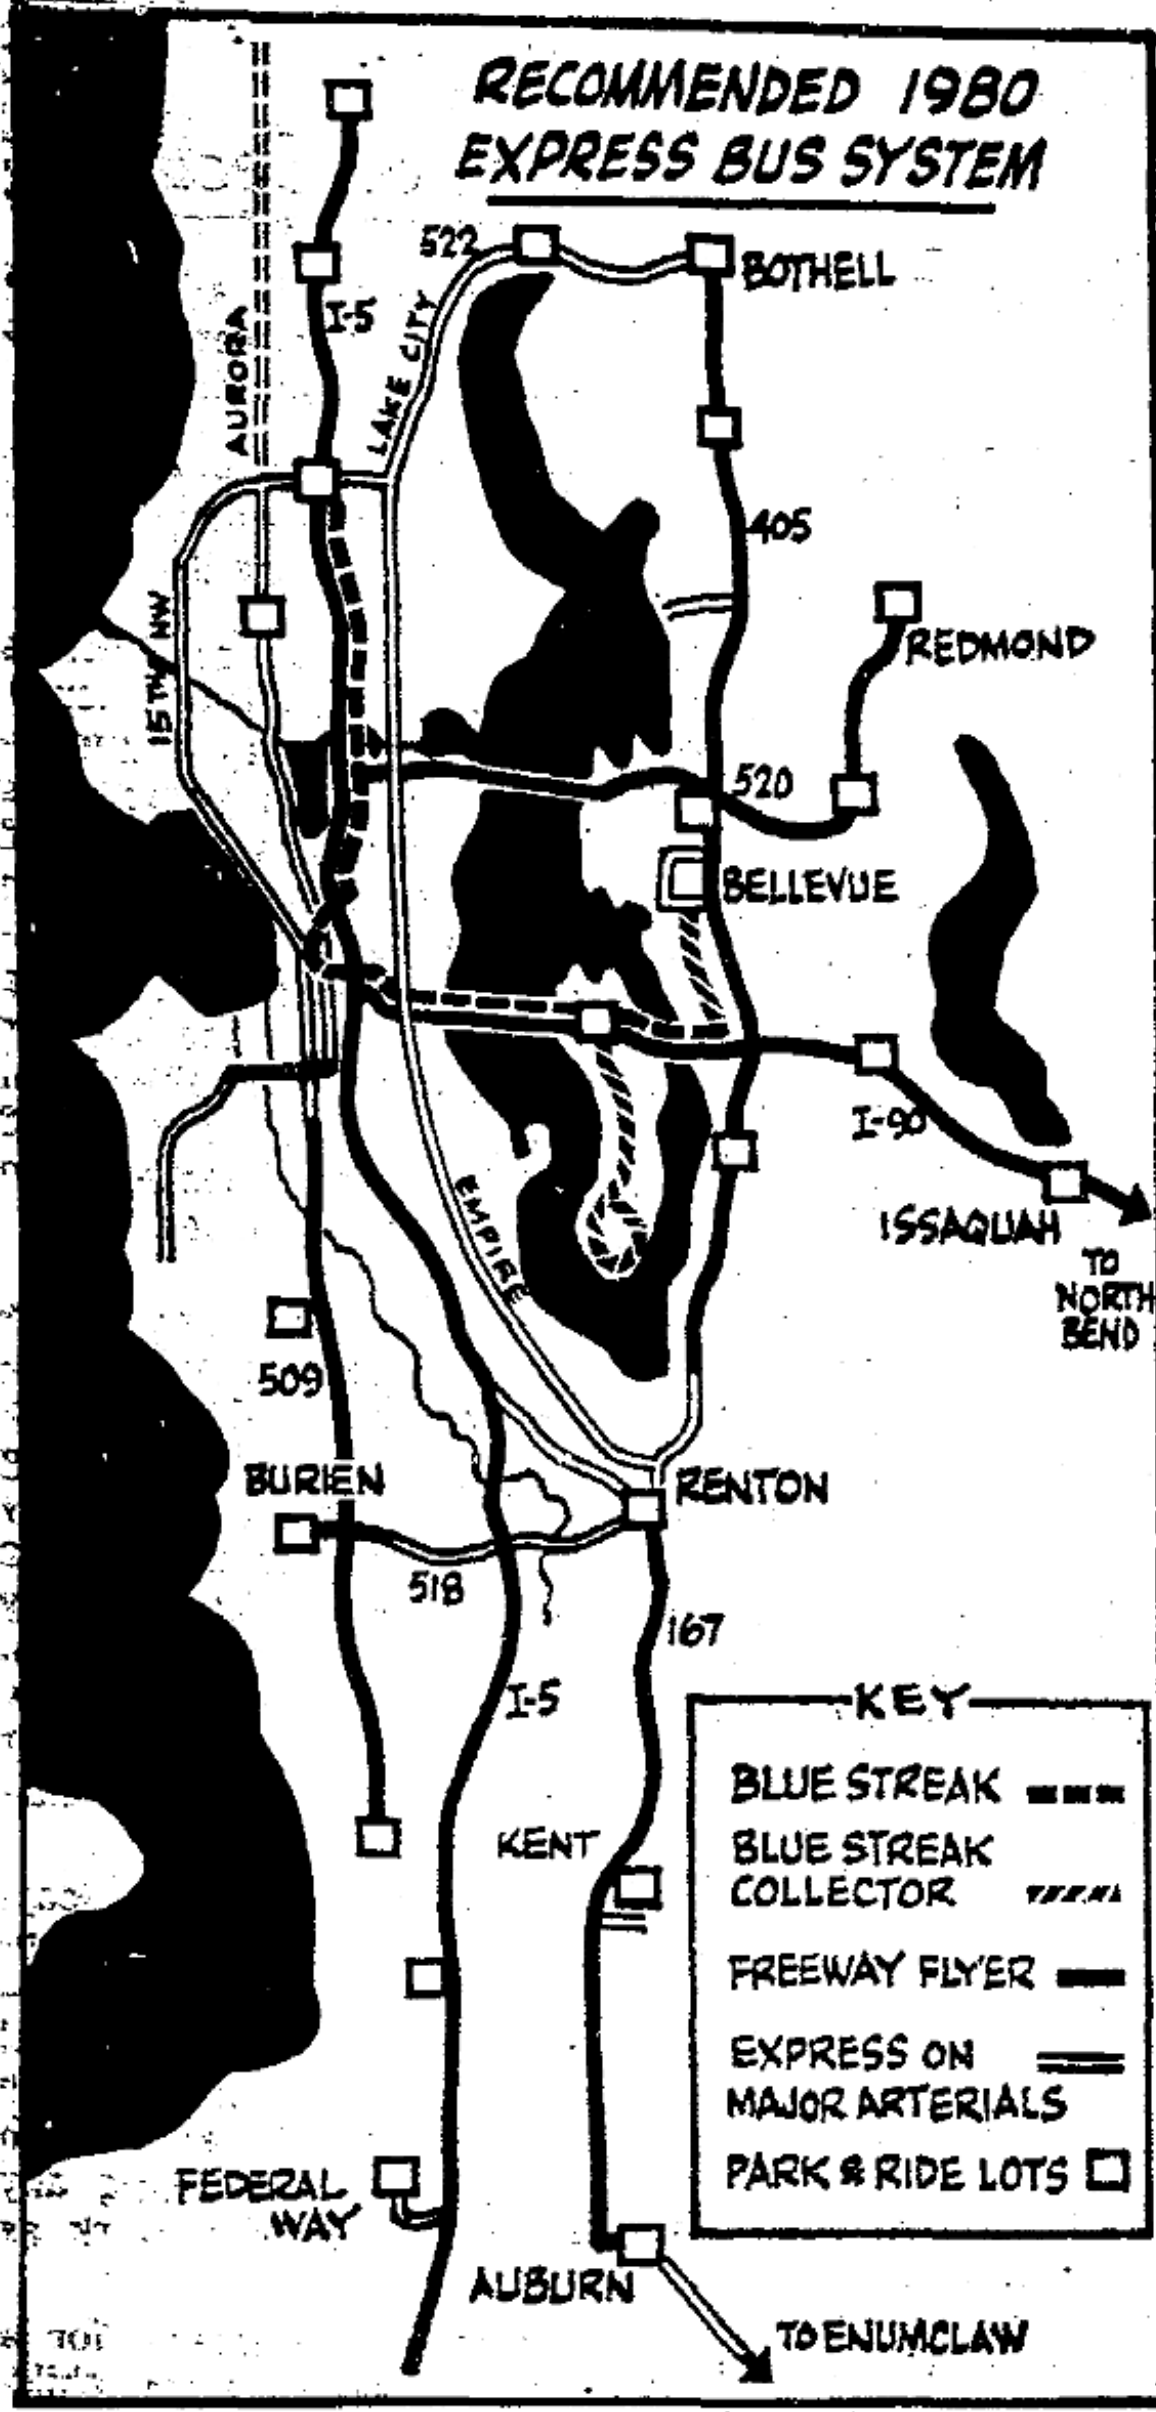 RECOMMENDED 1980
EXPRESS BUS SYSTEM
522
BOTHELL
I-5
AURORA
LAKE CITY
405
REDMOND
15TH NW
520
BELLEVUE
I-90
ISSAQUAH
TO
NORTH
BEND
EMPIRE
509
BURIEN
RENTON
518
167
I-5
KEY
BLUE STREAK
BLUE STREAK
COLLECTOR
KENT
FREEWAY FLYER
EXPRESS ON
MAJOR ARTERIALS
PARK & RIDE LOTS
FEDERAL
WAY
AUBURN
TO ENUMCLAW